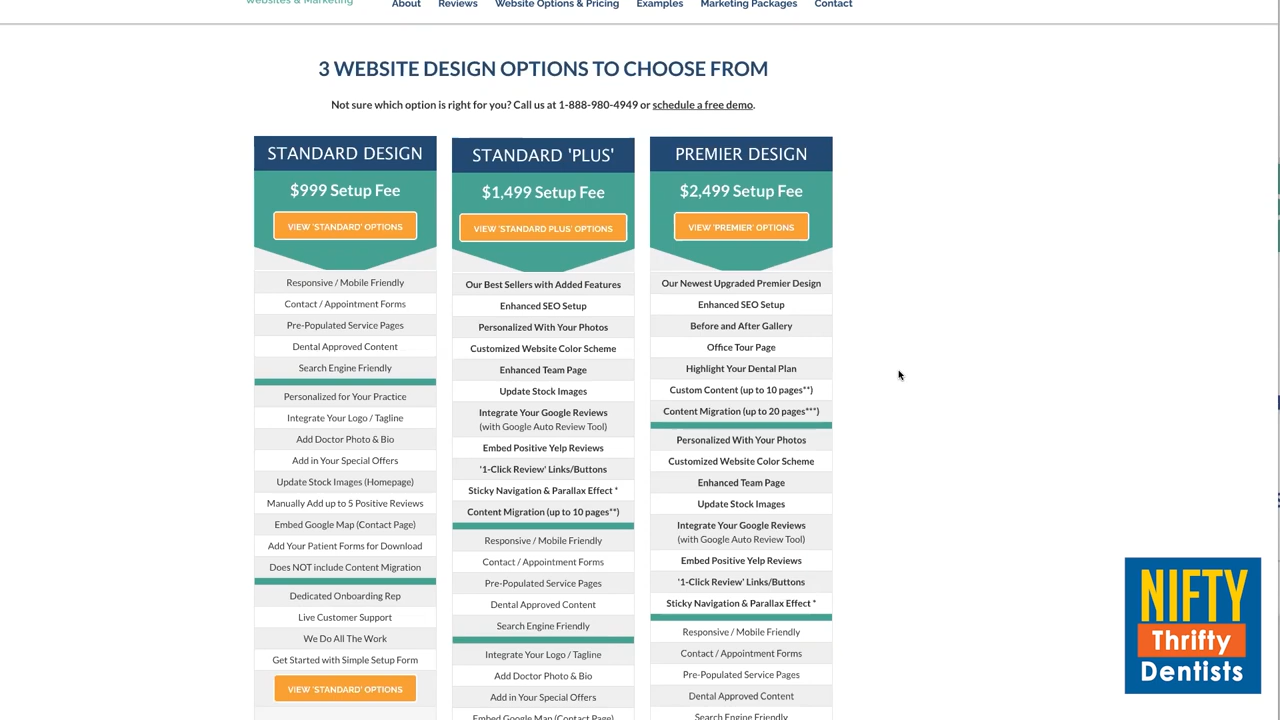 Websites & Marketing
About Reviews Website Options & Pricing Examples Marketing Packages Contact
3 WEBSITE DESIGN OPTIONS TO CHOOSE FROM
Not sure which option is right for you? Call us at 1-888-980-4949 or schedule a free demo.
STANDARD DESIGN
$999 Setup Fee
VIEW 'STANDARD' OPTIONS
Responsive / Mobile Friendly
Contact / Appointment Forms
Pre-Populated Service Pages
Dental Approved Content
Search Engine Friendly
Personalized for Your Practice
Integrate Your Logo / Tagline
Add Doctor Photo & Bio
Add in Your Special Offers
Update Stock Images (Homepage)
Manually Add up to 5 Positive Reviews
Embed Google Map (Contact Page)
Add Your Patient Forms for Download
Does NOT include Content Migration
Dedicated Onboarding Rep
Live Customer Support
We Do All The Work
Get Started with Simple Setup Form
VIEW 'STANDARD' OPTIONS
STANDARD 'PLUS'
$1,499 Setup Fee
VIEW 'STANDARD PLUS' OPTIONS
Our Best Sellers with Added Features
Enhanced SEO Setup
Personalized With Your Photos
Customized Website Color Scheme
Enhanced Team Page
Update Stock Images
Integrate Your Google Reviews
(with Google Auto Review Tool)
Embed Positive Yelp Reviews
'1-Click Review' Links/Buttons
Sticky Navigation & Parallax Effect *
Content Migration (up to 10 pages**)
Responsive / Mobile Friendly
Contact / Appointment Forms
Pre-Populated Service Pages
Dental Approved Content
Search Engine Friendly
Integrate Your Logo / Tagline
Add Doctor Photo & Bio
Add in Your Special Offers
Embed Google Map (Contact Page)
PREMIER DESIGN
$2,499 Setup Fee
VIEW 'PREMIER' OPTIONS
Our Newest Upgraded Premier Design
Enhanced SEO Setup
Before and After Gallery
Office Tour Page
Highlight Your Dental Plan
Custom Content (up to 10 pages**)
Content Migration (up to 20 pages***)
Personalized With Your Photos
Customized Website Color Scheme
Enhanced Team Page
Update Stock Images
Integrate Your Google Reviews
(with Google Auto Review Tool)
Embed Positive Yelp Reviews
'1-Click Review' Links/Buttons
Sticky Navigation & Parallax Effect *
Responsive / Mobile Friendly
Contact / Appointment Forms
Pre-Populated Service Pages
Dental Approved Content
Search Engine Friendly
NIFTY
Thrifty
Dentists